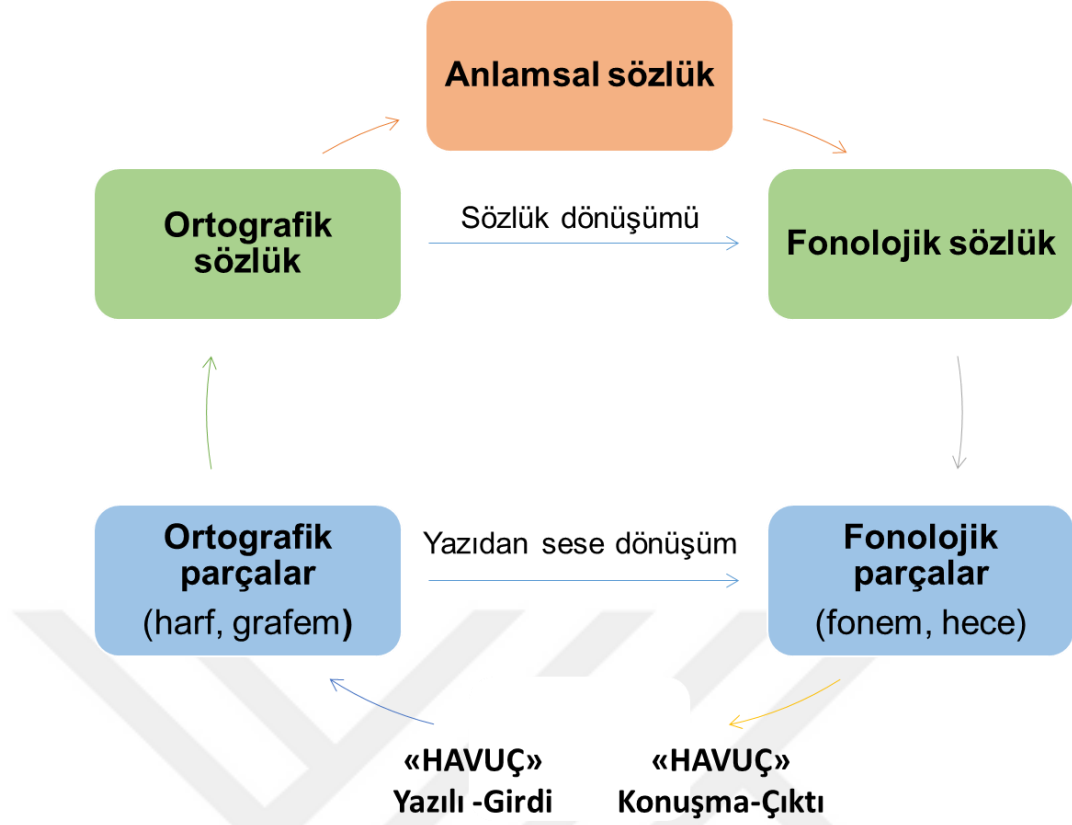 Anlamsal sözlük
Ortografik
sözlük
Sözlük dönüşümü
Fonolojik sözlük
Ortografik
parçalar
(harf, grafem)
Yazıdan sese dönüşüm
Fonolojik
parçalar
(fonem, hece)
«HAVUÇ»
Yazılı -Girdi
«HAVUÇ»
Konuşma-Çıktı